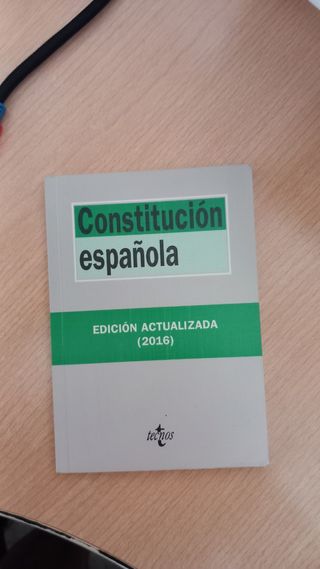 Constitución
española
EDICIÓN ACTUALIZADA
(2016)
tecnos